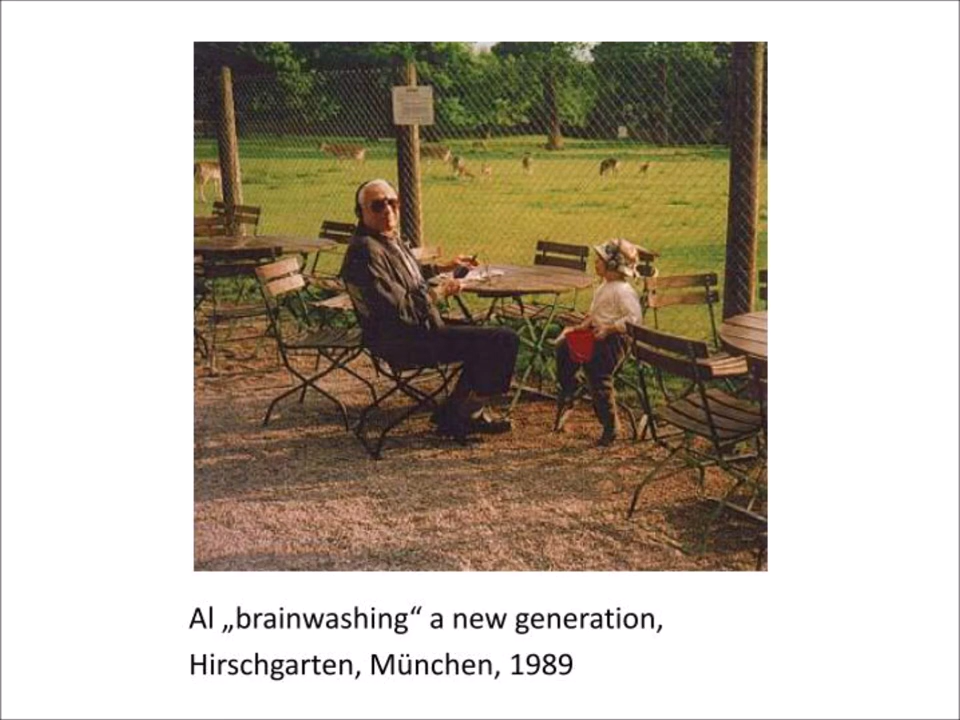 Al „brainwashing“ a new generation,
Hirschgarten, München, 1989